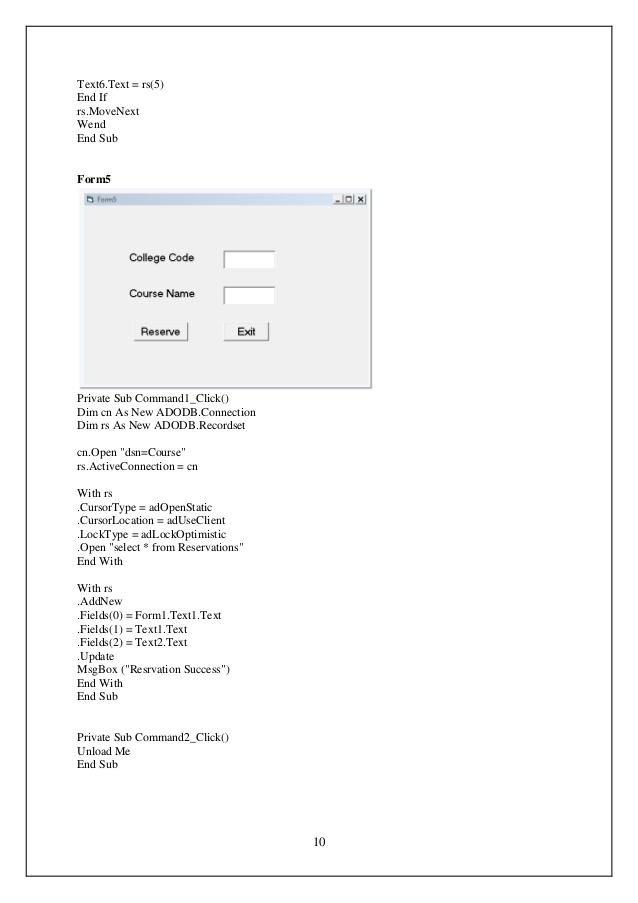 Text6.Text = rs(5)
End If
rs.MoveNext
Wend
End Sub
Form5
Form5
College Code
Course Name
Reserve Exit
Private Sub Command1_Click()
Dim cn As New ADODB.Connection
Dim rs As New ADODB.Recordset
cn.Open "dsn=Course"
rs.ActiveConnection = cn
With rs
.CursorType = adOpenStatic
.CursorLocation = adUseClient
.LockType = adLockOptimistic
.Open "select * from Reservations"
End With
With rs
.AddNew
.Fields(0) = Form1.Text1.Text
.Fields(1) = Text1.Text
.Fields(2) = Text2.Text
.Update
MsgBox ("Resrvation Success")
End With
End Sub
Private Sub Command2_Click()
Unload Me
End Sub
10